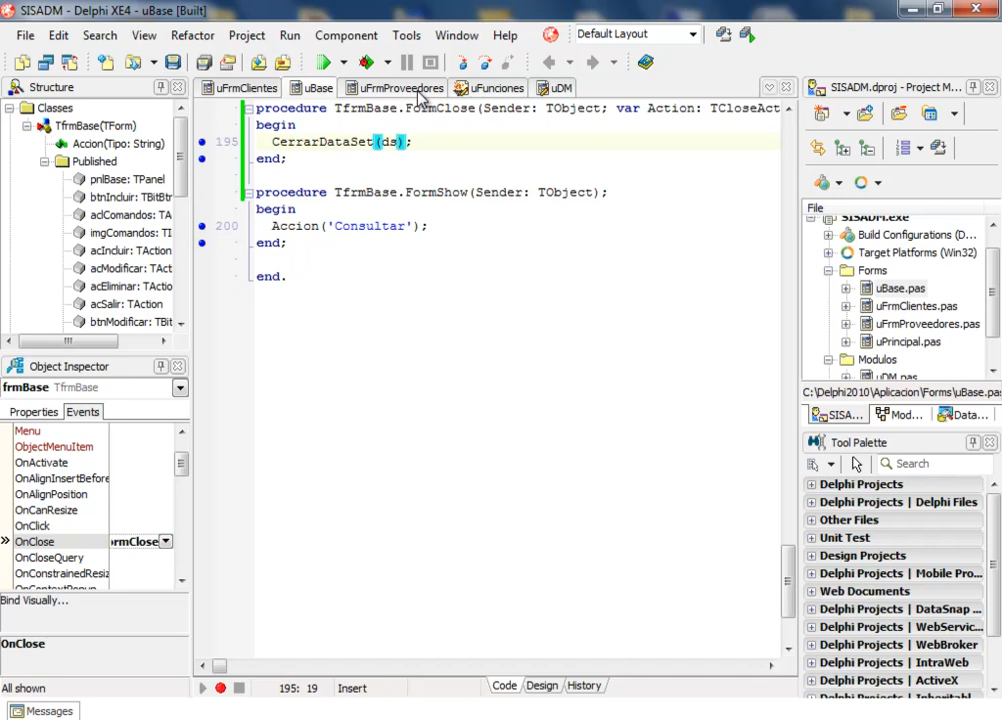 SISADM - Delphi XE4 - uBase [Built]
File Edit Search View Refactor Project Run Component Tools Window Help
Default Layout
Structure
uFrmClientes uBase uFrmProveedores uFunciones uDM
SISADM.dproj - Project M...
Classes
TfrmBase(TForm)
Accion(Tipo: String)
Published
pnlBase: TPanel
btnIncluir: TBitBtn
adComandos: TA
imgComandos: TI
acIncluir: TAction
acModificar: TAct
acEliminar: TActio
acSalir: TAction
btnModificar: TBit
procedure TfrmBase.FormClose(Sender: TObject; var Action: TCloseAct
begin
195 CerrarDataSet(ds);
end;
procedure TfrmBase.FormShow(Sender: TObject);
begin
200 Accion('Consultar');
end;
end.
File
SISADM.exe
Build Configurations (D...
Target Platforms (Win32)
Forms
uBase.pas
uFrmClientes.pas
uFrmProveedores.pas
uPrincipal.pas
Modulos
uDM.pas
C:\Delphi2010\Aplicacion\Forms\uBase.pas
SISA... Mod... Data...
Object Inspector
frmBase TfrmBase
Properties Events
Menu
ObjectMenuItem
OnActivate
OnAlignInsertBefore
OnAlignPosition
OnCanResize
OnClick
OnClose ormClose
OnCloseQuery
OnConstrainedResiz
OnContextPopup
Bind Visually...
OnClose
All shown
Tool Palette
Search
Delphi Projects
Delphi Projects | Delphi Files
Other Files
Unit Test
Design Projects
Delphi Projects | Mobile Pro...
Web Documents
Delphi Projects | DataSnap ...
Delphi Projects | WebServic...
Delphi Projects | WebBroker
Delphi Projects | IntraWeb
Delphi Projects | ActiveX
Delphi Projects | Inheritabl...
195: 19 Insert
Code Design History
Messages